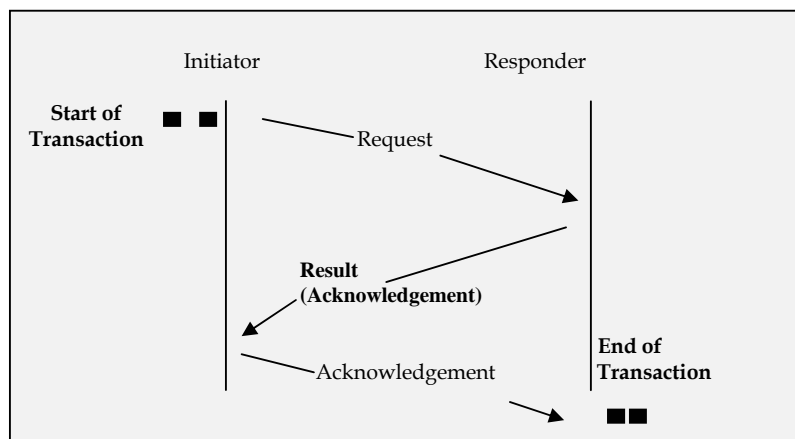 Initiator
Responder
Start of
Transaction
Request
Result
(Acknowledgement)
End of
Transaction
Acknowledgement